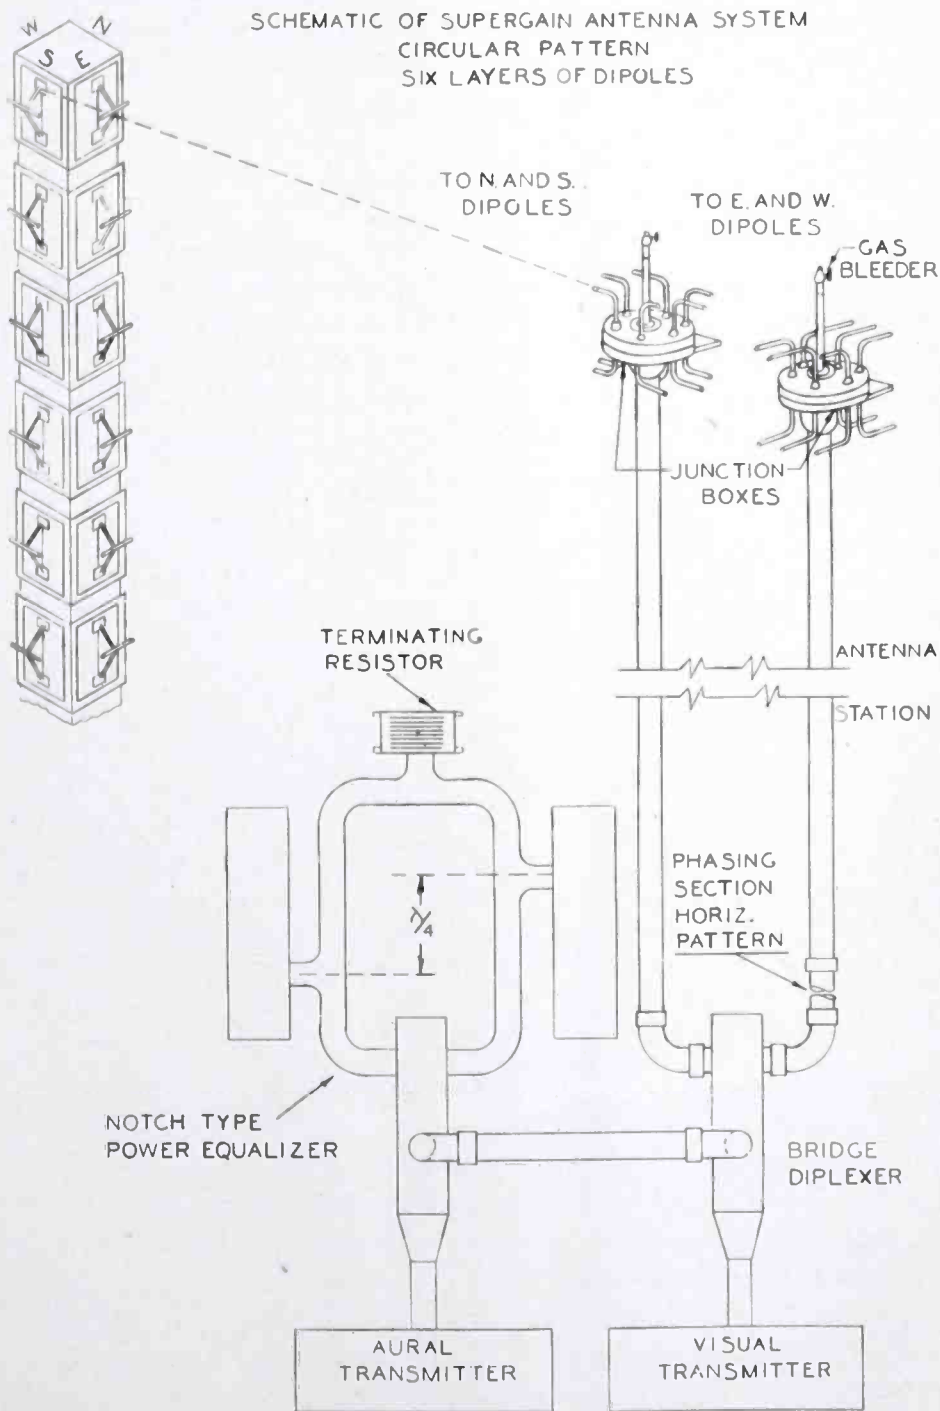 SCHEMATIC OF SUPERGAIN ANTENNA SYSTEM
CIRCULAR PATTERN
SIX LAYERS OF DIPOLES
W N
S E
TO N. AND S.
DIPOLES
TO E. AND W.
DIPOLES
GAS
BLEEDER
JUNCTION
BOXES
TERMINATING
RESISTOR
ANTENNA
STATION
PHASING
SECTION
HORIZ.
PATTERN
λ/4
NOTCH TYPE
POWER EQUALIZER
BRIDGE
DIPLEXER
AURAL
TRANSMITTER
VISUAL
TRANSMITTER